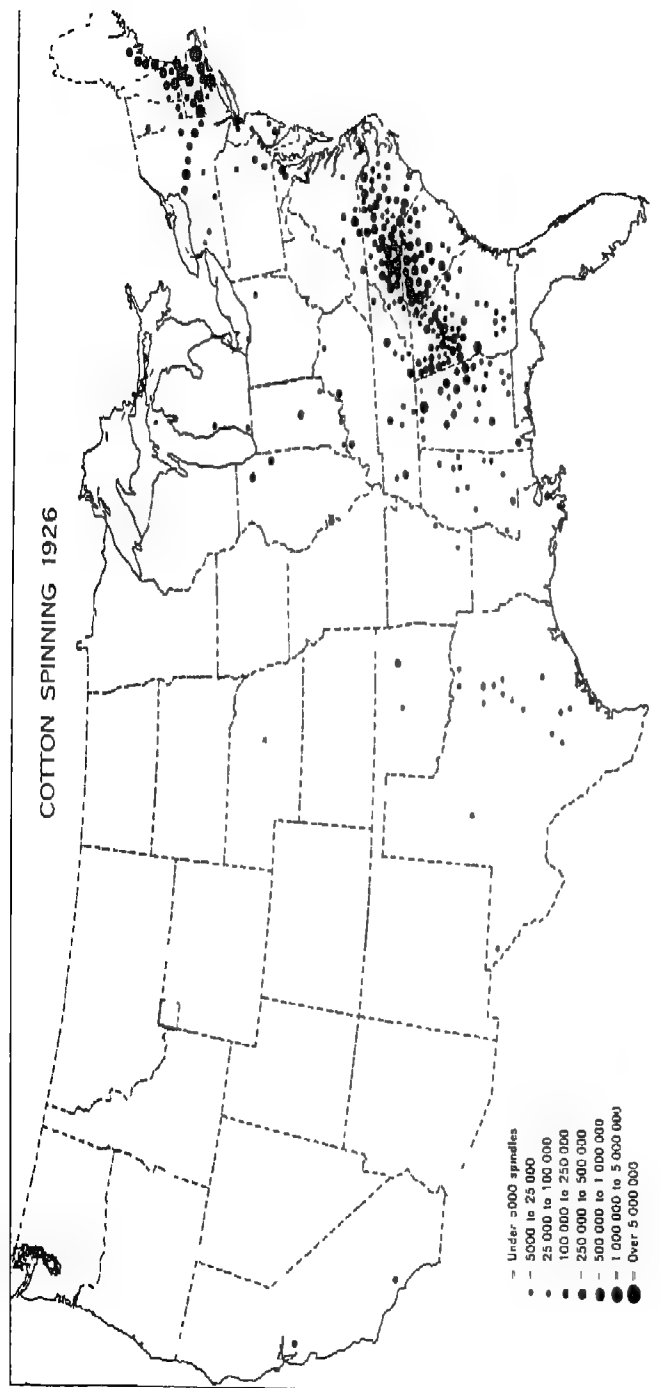 COTTON SPINNING 1926
– Under 5000 spindles
– 5000 to 25 000
– 25 000 to 100 000
– 100 000 to 250 000
– 250 000 to 500 000
– 500 000 to 1 000 000
= 1 000 000 to 5 000 000
= Over 5 000 000